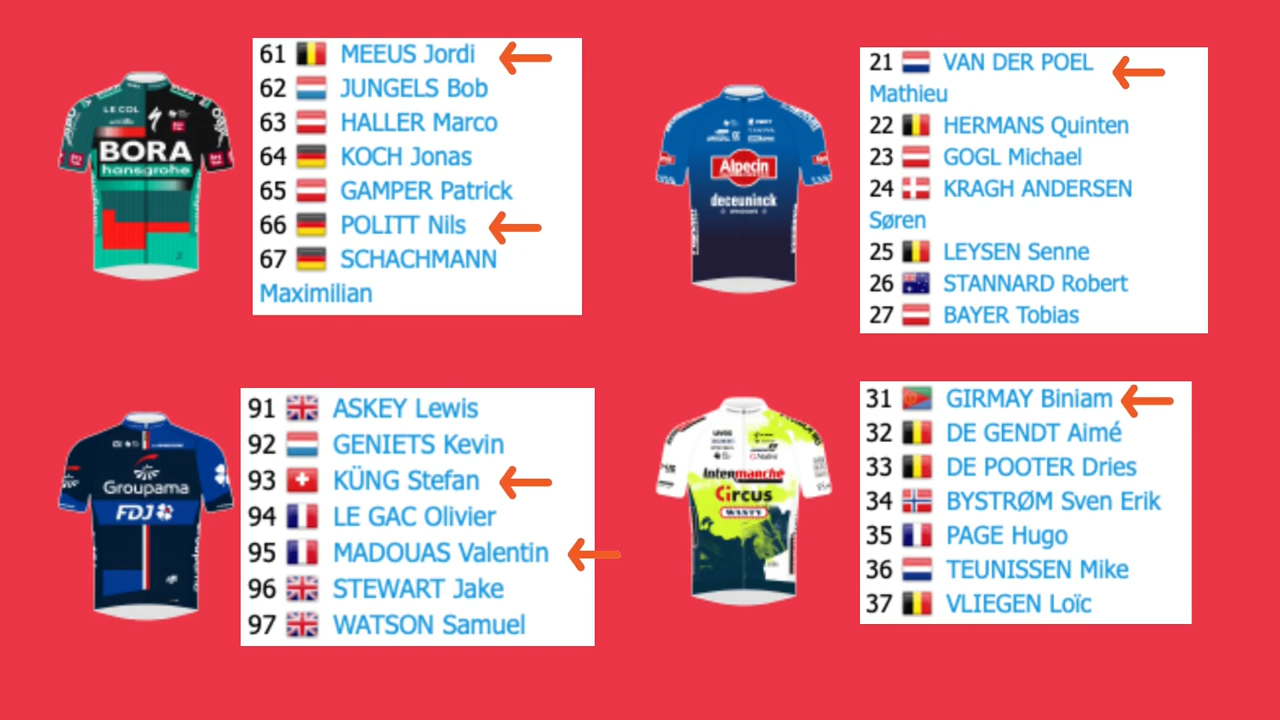 LE COL
BORA
hansgrohe
61 MEEUS Jordi
62 JUNGELS Bob
63 HALLER Marco
64 KOCH Jonas
65 GAMPER Patrick
66 POLITT Nils
67 SCHACHMANN
Maximilian
Alpecin
deceuninck
21 VAN DER POEL
Mathieu
22 HERMANS Quinten
23 GOGL Michael
24 KRAGH ANDERSEN
Søren
25 LEYSEN Senne
26 STANNARD Robert
27 BAYER Tobias
Groupama
FDJ
91 ASKEY Lewis
92 GENIETS Kevin
93 KÜNG Stefan
94 LE GAC Olivier
95 MADOUAS Valentin
96 STEWART Jake
97 WATSON Samuel
Intermarché
Circus
WANTY
31 GIRMAY Biniam
32 DE GENDT Aimé
33 DE POOTER Dries
34 BYSTRØM Sven Erik
35 PAGE Hugo
36 TEUNISSEN Mike
37 VLIEGEN Loïc